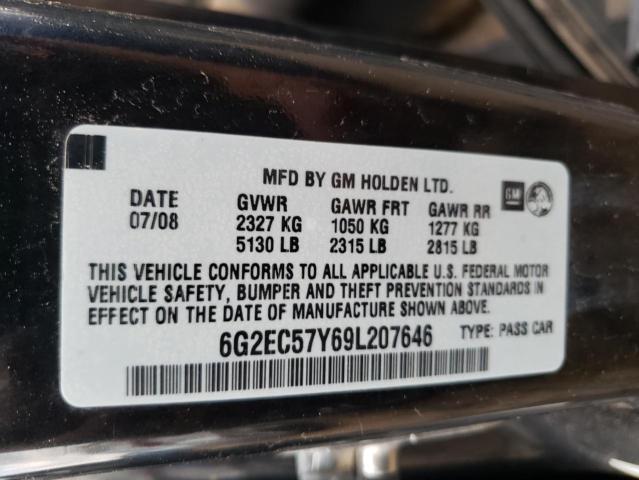 MFD BY GM HOLDEN LTD.
GM
DATE GVWR GAWR FRT GAWR RR
07/08 2327 KG 1050 KG 1277 KG
5130 LB 2315 LB 2815 LB
THIS VEHICLE CONFORMS TO ALL APPLICABLE U.S. FEDERAL MOTOR
VEHICLE SAFETY, BUMPER AND THEFT PREVENTION STANDARDS IN
EFFECT ON THE DATE OF MANUFACTURE SHOWN ABOVE.
6G2EC57Y69L207646 TYPE: PASS CAR